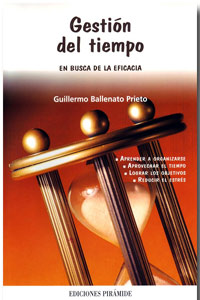 Gestión
del tiempo
EN BUSCA DE LA EFICACIA
Guillermo Ballenato Prieto
• APRENDER A ORGANIZARSE
• APROVECHAR EL TIEMPO
• LOGRAR LOS OBJETIVOS
• REDUCIR EL ESTRÉS
EDICIONES PIRÁMIDE